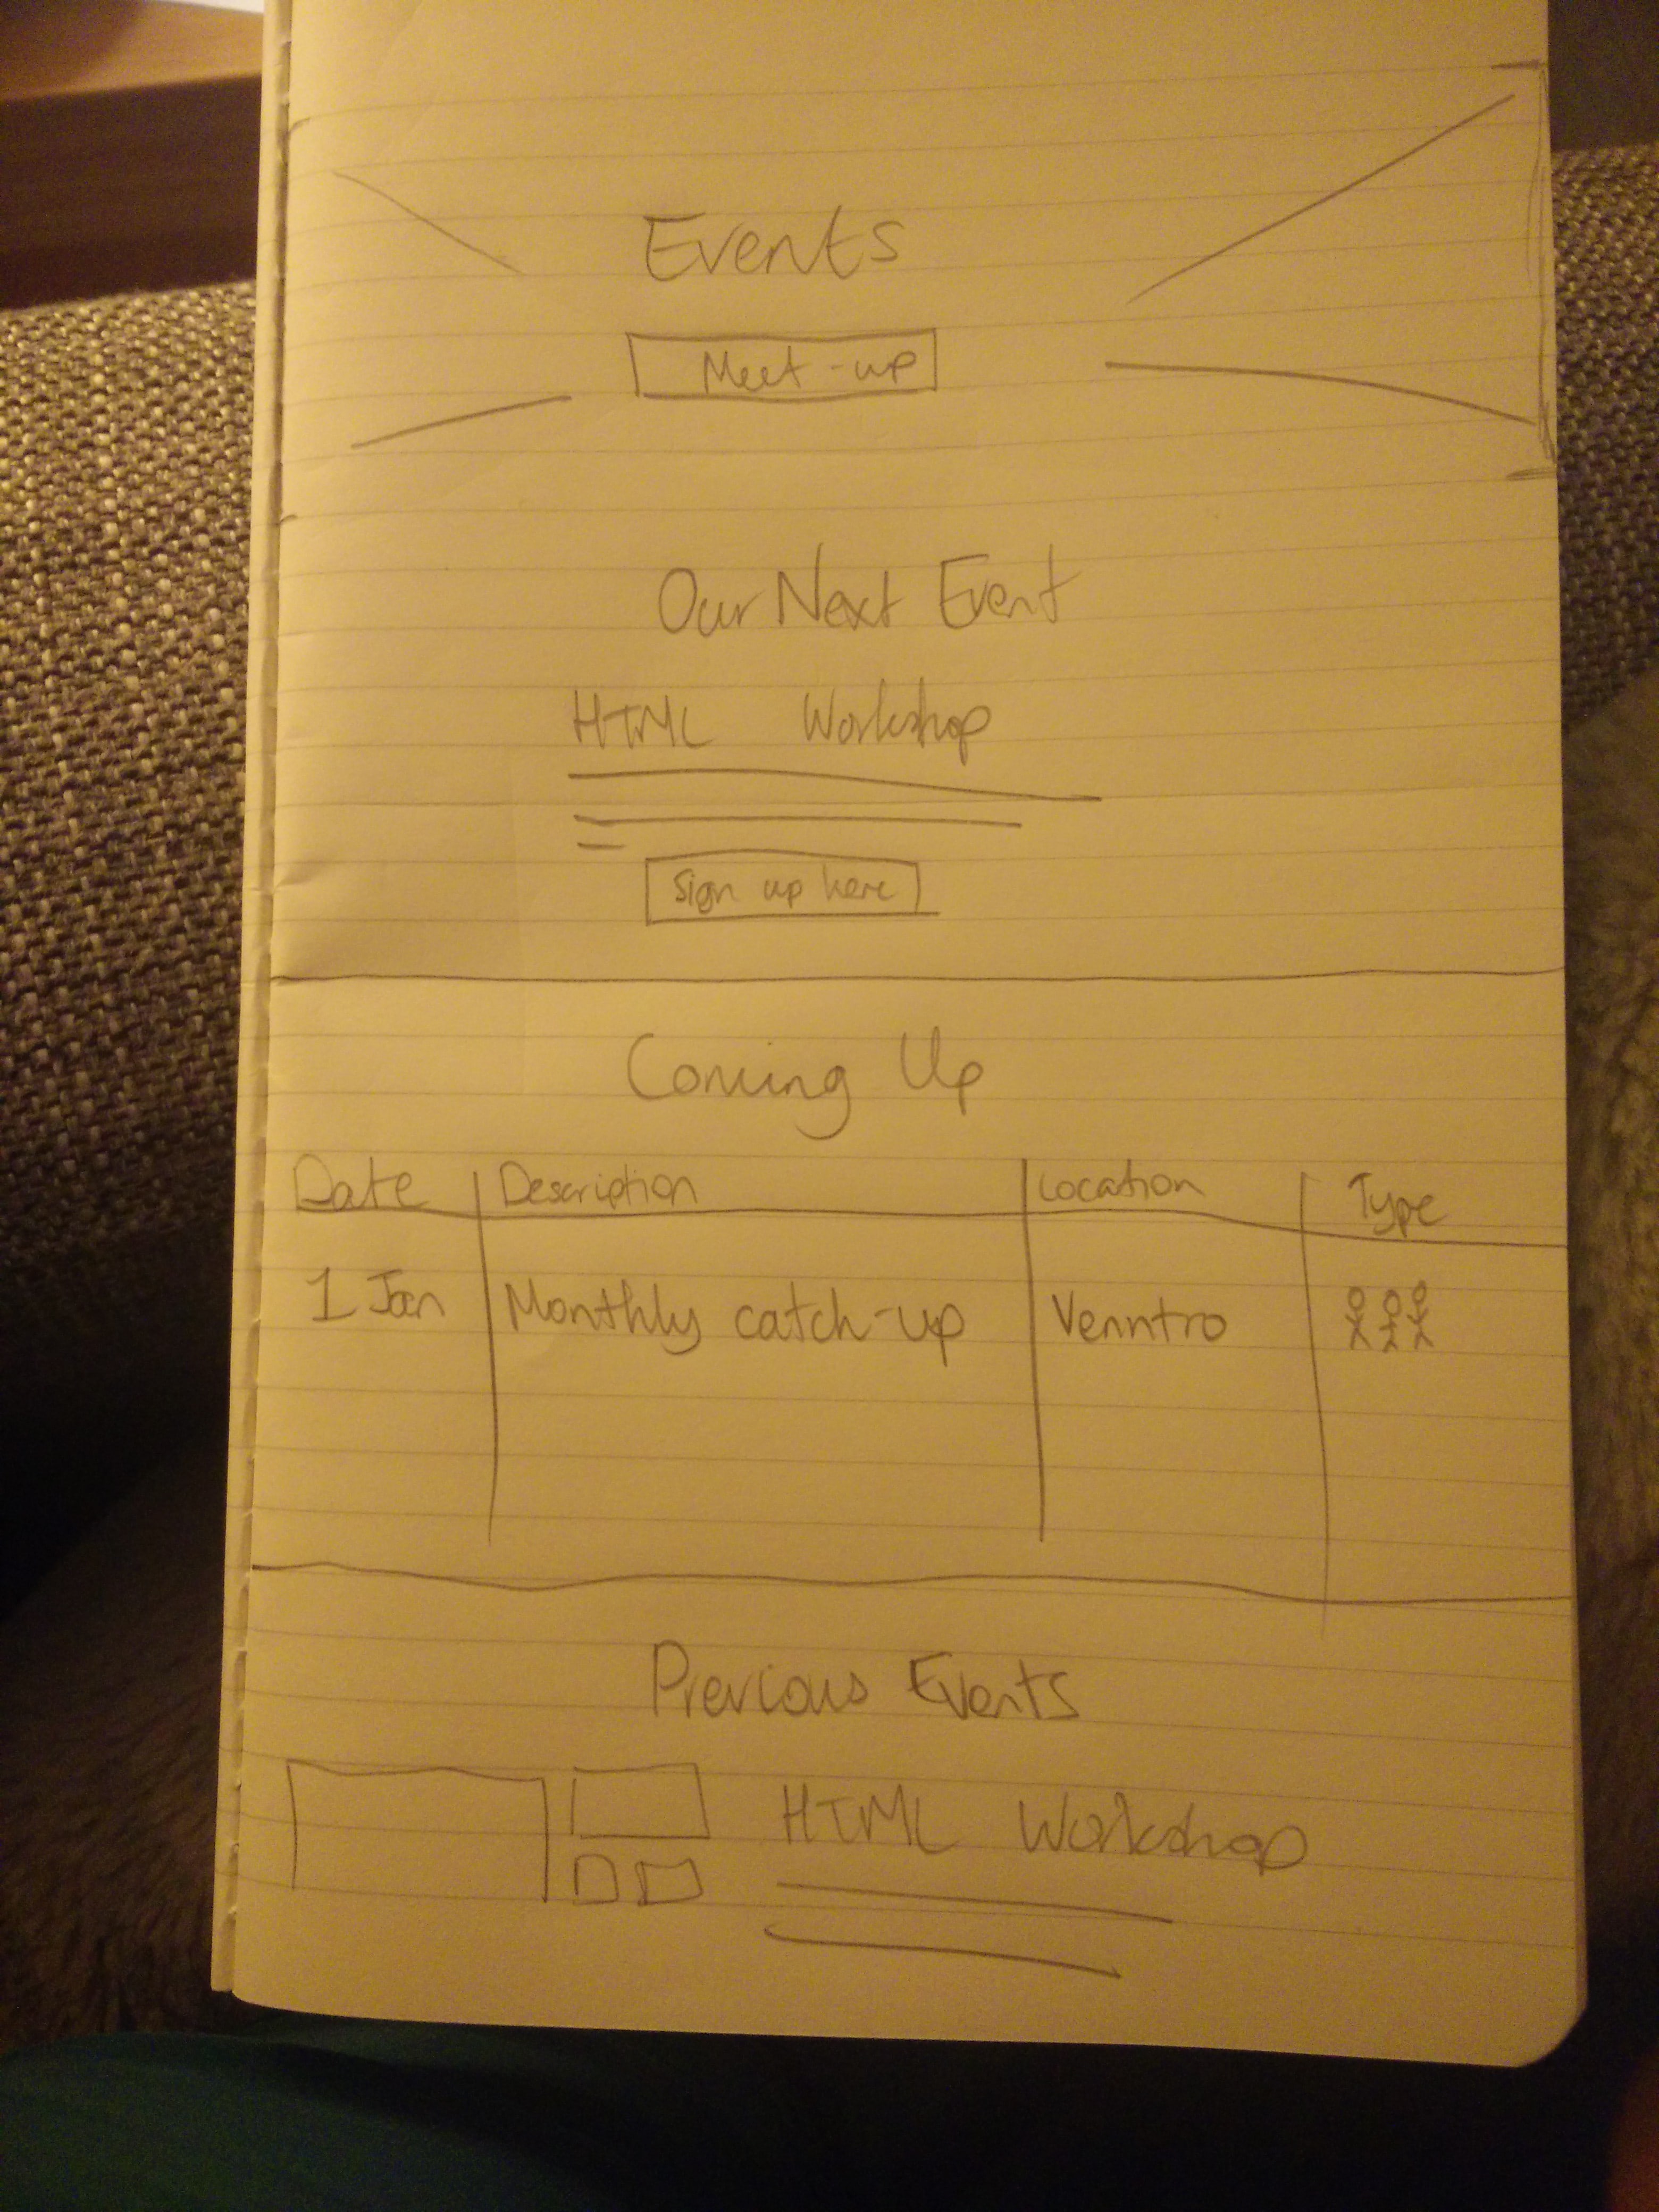 Events
Meet-up
Our Next Event
HTML Workshop
Sign up here
Coming Up
Date Description Location Type
1 Jan Monthly catch-up Venntro
Previous Events
HTML Workshop